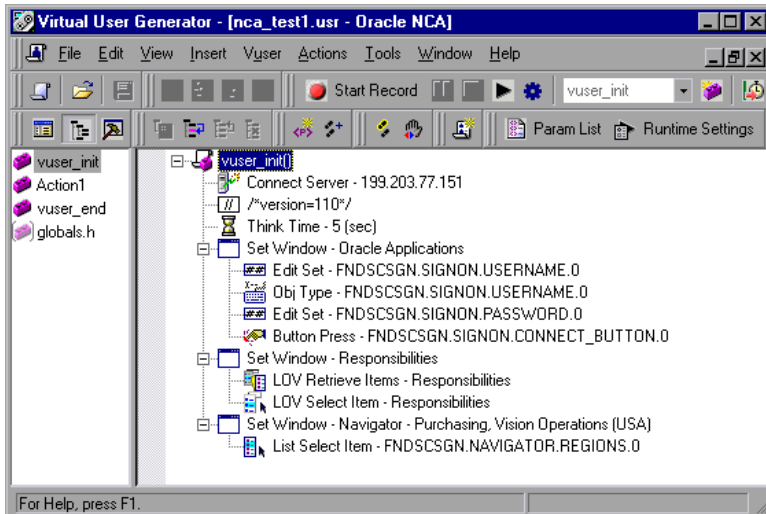 Virtual User Generator - [nca_test1.usr - Oracle NCA]
File Edit View Insert Vuser Actions Tools Window Help
Start Record vuser_init
<P> Param List Runtime Settings
vuser_init
Action1
vuser_end
globals.h
vuser_init()
Connect Server - 199.203.77.151
// /*version=110*/
Think Time - 5 (sec)
Set Window - Oracle Applications
## Edit Set - FNDSCSGN.SIGNON.USERNAME.0
Obj Type - FNDSCSGN.SIGNON.USERNAME.0
## Edit Set - FNDSCSGN.SIGNON.PASSWORD.0
Button Press - FNDSCSGN.SIGNON.CONNECT_BUTTON.0
Set Window - Responsibilities
LOV Retrieve Items - Responsibilities
LOV Select Item - Responsibilities
Set Window - Navigator - Purchasing, Vision Operations (USA)
List Select Item - FNDSCSGN.NAVIGATOR.REGIONS.0
For Help, press F1.